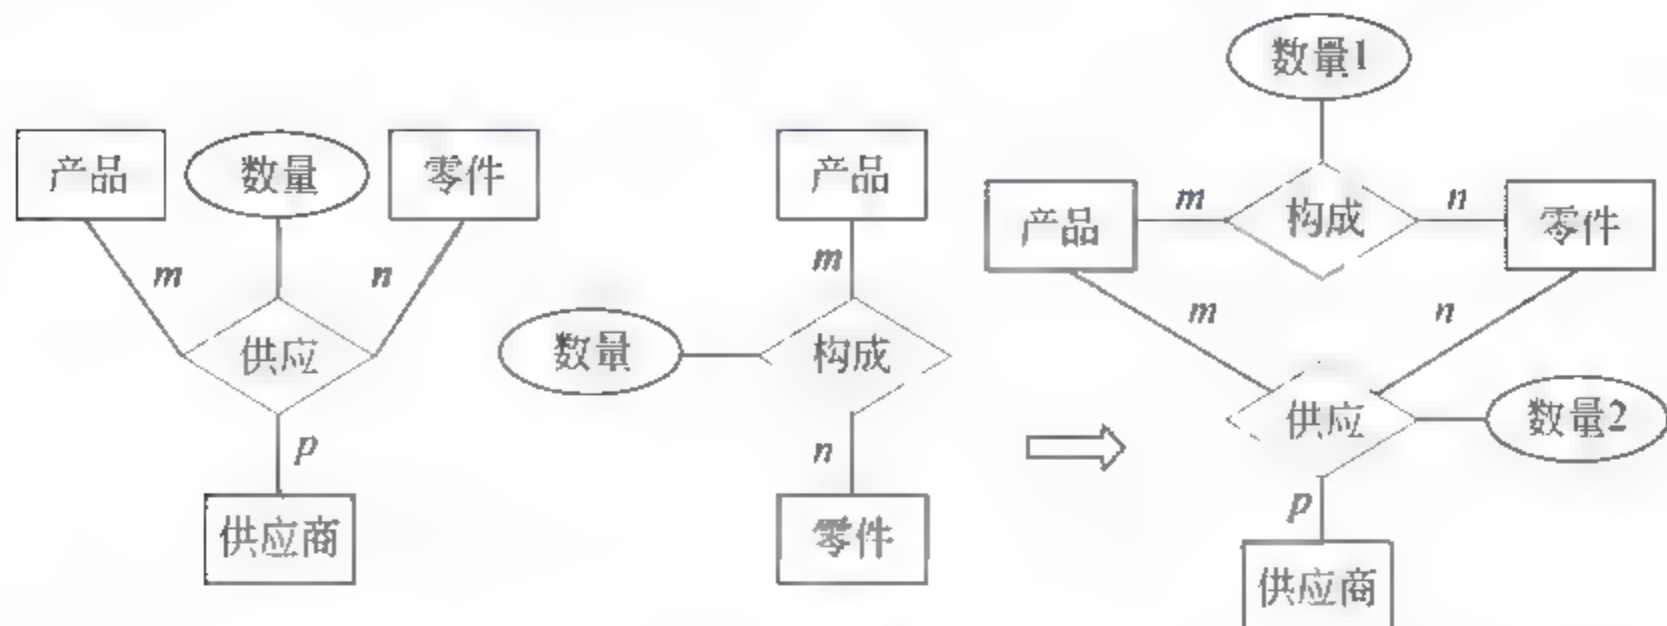 产品
数量
零件
m
n
供应
p
供应商
产品
m
数量
构成
n
零件
数量1
产品
m
构成
n
零件
m
n
供应
数量2
p
供应商